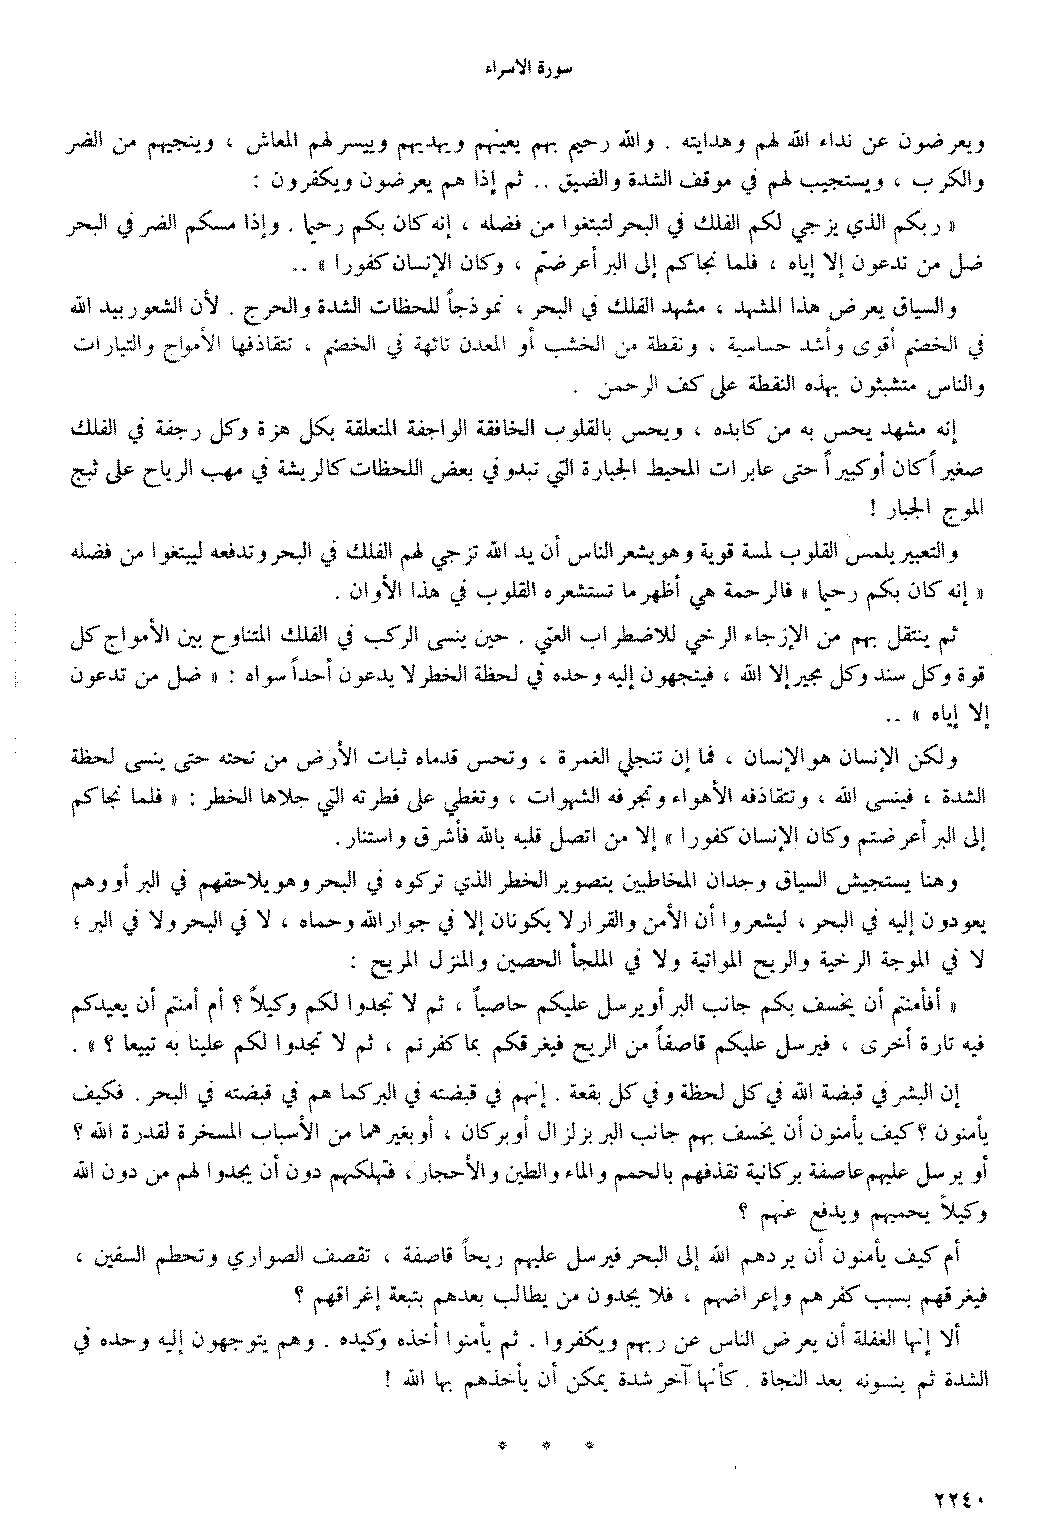 سورة الاسراء
ويعرضون عن نداء الله لهم وهدايته . والله رحيم بهم يعينهم ويهديهم وييسر لهم المعاش ، وينجيهم من الضر
والكرب ، ويستجيب لهم في موقف الشدة والضيق .. ثم إذا هم يعرضون ويكفرون :
« ربكم الذي يزجي لكم الفلك في البحر لتبتغوا من فضله ، إنه كان بكم رحيما . وإذا مسكم الضر في البحر
ضل من تدعون إلا إياه ، فلما نجاكم إلى البر أعرضتم ، وكان الإنسان كفورا » ..
والسياق يعرض هذا المشهد ، مشهد الفلك في البحر ، نموذجاً للحظات الشدة والحرج . لأن الشعور بيد الله
في الخضم أقوى وأشد حساسية ، ونقطة من الخشب أو المعدن تائهة في الخضم ، تتقاذفها الأمواج والتيارات
والناس متشبثون بهذه النقطة على كف الرحمن .
إنه مشهد يحس به من كابده ، ويحس بالقلوب الخافقة الواجفة المتعلقة بكل هزة وكل رجفة في الفلك
صغيراً كان أو كبيراً حتى عابرات المحيط الجبارة التي تبدو في بعض اللحظات كالريشة في مهب الرياح على ثبج
الموج الجبار !
والتعبير يلمس القلوب لمسة قوية وهو يشعر الناس أن يد الله تزجي لهم الفلك في البحر وتدفعه ليبتغوا من فضله
« إنه كان بكم رحيما » فالرحمة هي أظهر ما تستشعره القلوب في هذا الأوان .
ثم ينتقل بهم من الإزجاء الرخي للاضطراب العتي . حين ينسى الركب في الفلك المتناوح بين الأمواج كل
قوة وكل سند وكل مجير إلا الله ، فيتجهون إليه وحده في لحظة الخطر لا يدعون أحداً سواه : « ضل من تدعون
إلا إياه » ..
ولكن الإنسان هو الإنسان ، فما إن تنجلي الغمرة ، وتحس قدماه ثبات الأرض من تحته حتى ينسى لحظة
الشدة ، فينسى الله ، وتتقاذفه الأهواء وتجرفه الشهوات ، وتغطي على فطرته التي جلاها الخطر : « فلما نجاكم
إلى البر أعرضتم وكان الإنسان كفورا » إلا من اتصل قلبه بالله فأشرق واستنار .
وهنا يستجيش السياق وجدان المخاطبين بتصوير الخطر الذي تركوه في البحر وهو يلاحقهم في البر أو وهم
يعودون إليه في البحر ، ليشعروا أن الأمن والقرار لا يكونان إلا في جوار الله وحماه ، لا في البحر ولا في البر ؛
لا في الموجة الرخية والريح المواتية ولا في الملجأ الحصين والمنزل المريح :
« أفأمنتم أن يخسف بكم جانب البر أو يرسل عليكم حاصباً ، ثم لا تجدوا لكم وكيلاً ؟ أم أمنتم أن يعيدكم
فيه تارة أخرى ، فيرسل عليكم قاصفاً من الريح فيغرقكم بما كفرتم ، ثم لا تجدوا لكم علينا به تبيعا ؟ » .
إن البشر في قبضة الله في كل لحظة وفي كل بقعة . إنهم في قبضته في البر كما هم في قبضته في البحر . فكيف
يأمنون ؟ كيف يأمنون أن يخسف بهم جانب البر بزلزال أو بركان ، أو بغيرهما من الأسباب المسخرة لقدرة الله ؟
أو يرسل عليهم عاصفة بركانية تقذفهم بالحمم والماء والطين والأحجار ، فتهلكهم دون أن يجدوا لهم من دون الله
وكيلاً يحميهم ويدفع عنهم ؟
أم كيف يأمنون أن يردهم الله إلى البحر فيرسل عليهم ريحاً قاصفة ، تقصف الصواري وتحطم السفين ،
فيغرقهم بسبب كفرهم وإعراضهم ، فلا يجدون من يطالب بعدهم بتبعة إغراقهم ؟
ألا إنها الغفلة أن يعرض الناس عن ربهم ويكفروا . ثم يأمنوا أخذه وكيده . وهم يتوجهون إليه وحده في
الشدة ثم ينسونه بعد النجاة . كأنها آخر شدة يمكن أن يأخذهم بها الله !
* * *
٢٢٤٠